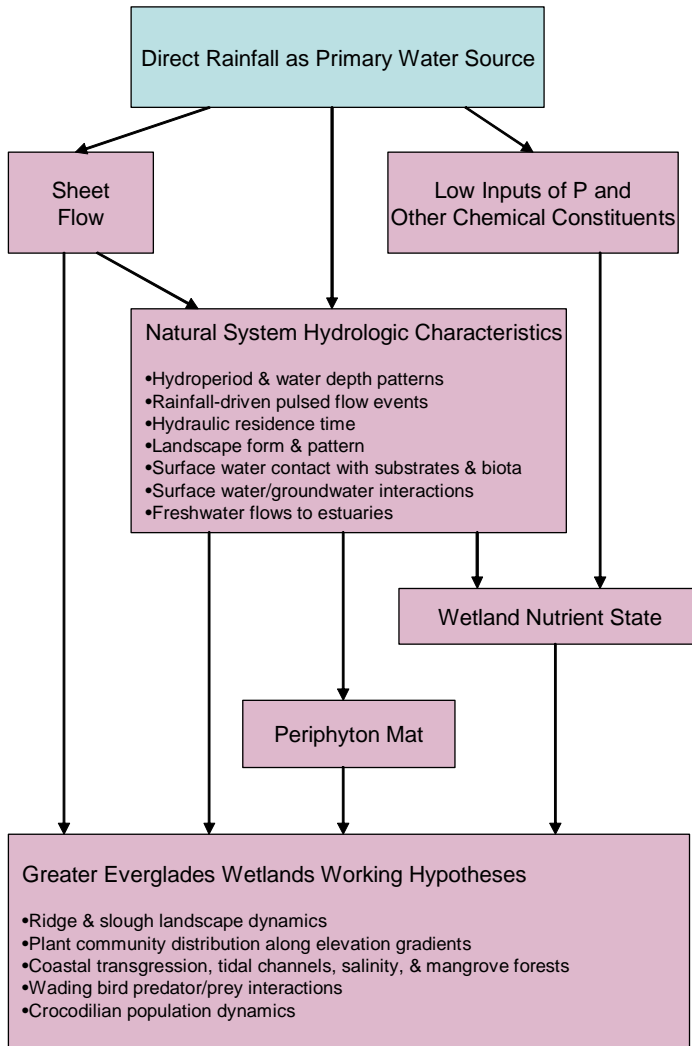 Direct Rainfall as Primary Water Source
Sheet
Flow
Low Inputs of P and
Other Chemical Constituents
Natural System Hydrologic Characteristics
•Hydroperiod & water depth patterns
•Rainfall-driven pulsed flow events
•Hydraulic residence time
•Landscape form & pattern
•Surface water contact with substrates & biota
•Surface water/groundwater interactions
•Freshwater flows to estuaries
Wetland Nutrient State
Periphyton Mat
Greater Everglades Wetlands Working Hypotheses
•Ridge & slough landscape dynamics
•Plant community distribution along elevation gradients
•Coastal transgression, tidal channels, salinity, & mangrove forests
•Wading bird predator/prey interactions
•Crocodilian population dynamics